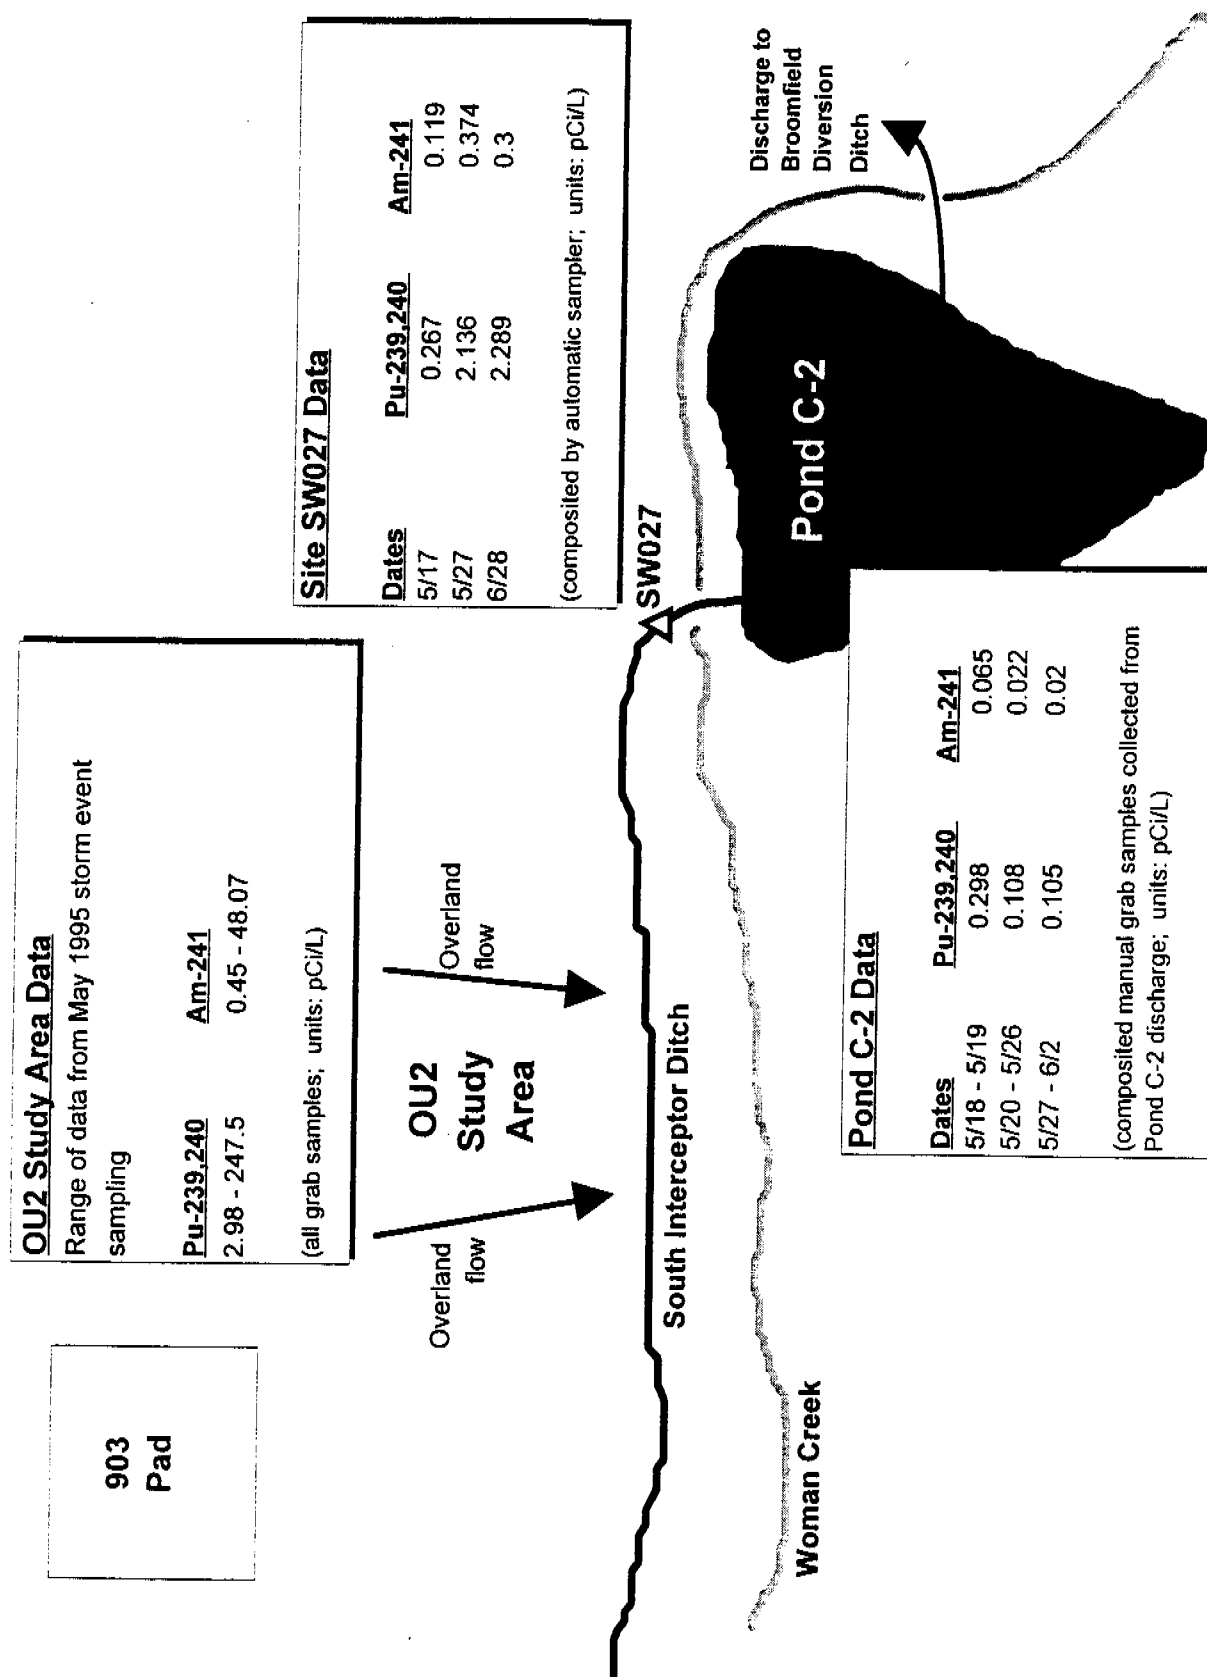 903
Pad
OU2 Study Area Data
Range of data from May 1995 storm event
sampling
Pu-239,240 Am-241
2.98 - 247.5 0.45 - 48.07
(all grab samples; units: pCi/L)
Site SW027 Data
Dates Pu-239,240 Am-241
5/17 0.267 0.119
5/27 2.136 0.374
6/28 2.289 0.3
(composited by automatic sampler; units: pCi/L)
Overland
flow
OU2
Study
Area
Overland
flow
South Interceptor Ditch
SW027
Woman Creek
Pond C-2
Discharge to
Broomfield
Diversion
Ditch
Pond C-2 Data
Dates Pu-239,240 Am-241
5/18 - 5/19 0.298 0.065
5/20 - 5/26 0.108 0.022
5/27 - 6/2 0.105 0.02
(composited manual grab samples collected from
Pond C-2 discharge; units: pCi/L)